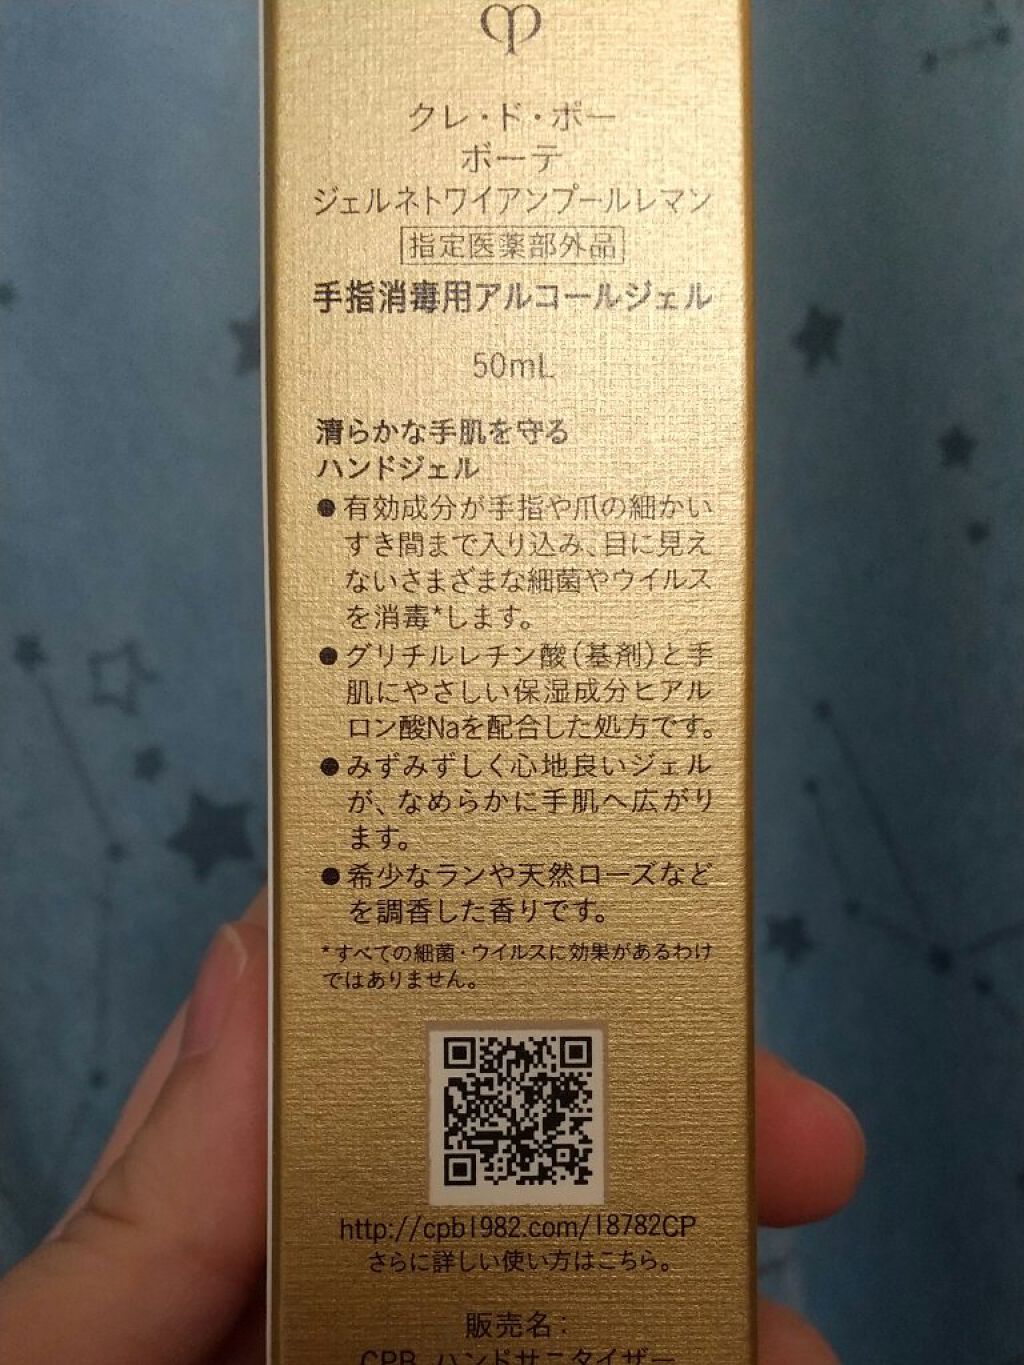 クレ・ド・ポー
ボーテ
ジェルネトワイアンプールレマン
指定医薬部外品
手指消毒用アルコールジェル
50mL
清らかな手肌を守る
ハンドジェル
●有効成分が手指や爪の細かい
すき間まで入り込み、目に見え
ないさまざまな細菌やウイルス
を消毒*します。
●グリチルレチン酸(基剤)と手
肌にやさしい保湿成分ヒアル
ロン酸Naを配合した処方です。
●みずみずしく心地良いジェル
が、なめらかに手肌へ広がり
ます。
●希少なランや天然ローズなど
を調香した香りです。
*すべての細菌・ウイルスに効果があるわけ
ではありません。
http://cpb1982.com/18782CP
さらに詳しい使い方はこちら。
販売名:
CPB ハンドサニタイザー